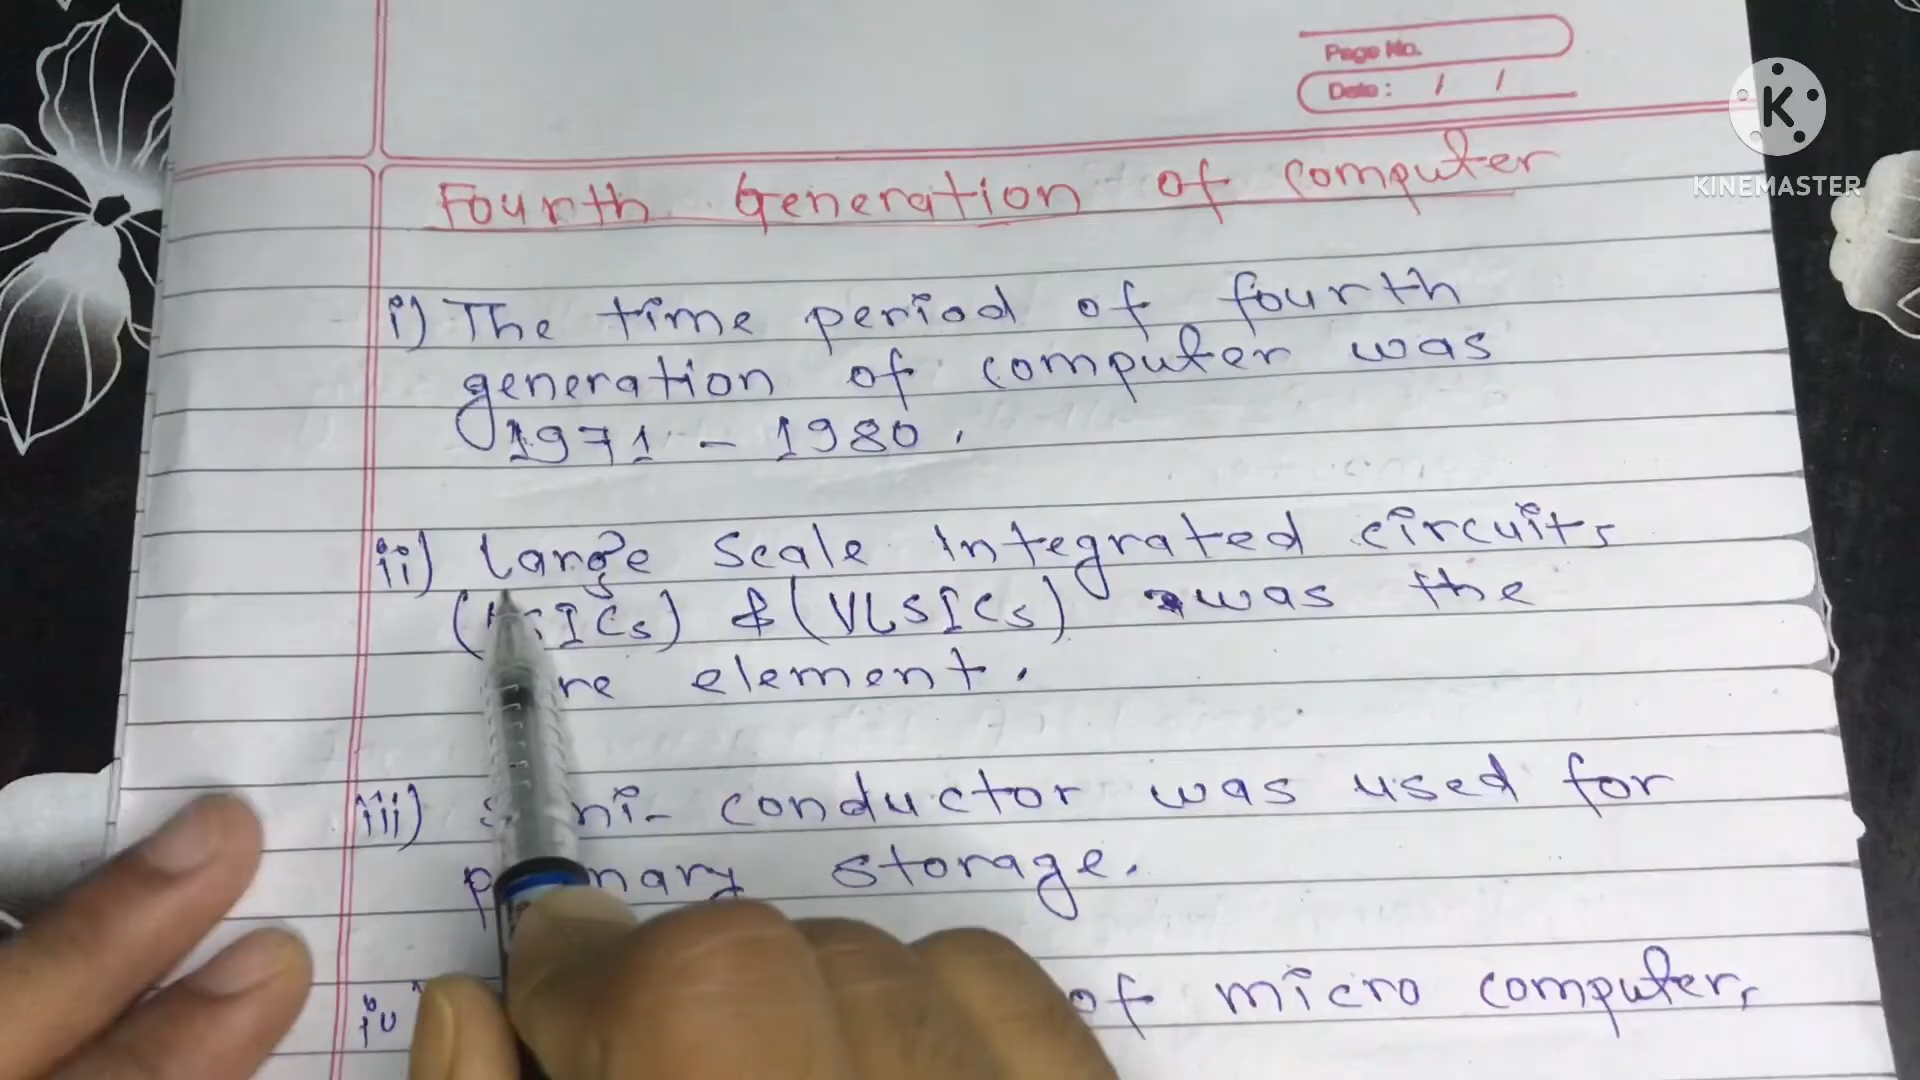 Page No.
Date: / /
KINEMASTER
Fourth Generation of computer
i) The time period of fourth
generation of computer was
1971 - 1980.
ii) Large scale Integrated circuits
& (VLSICs) was the
element.
iii) conductor was used for
storage.
iv of micro computer,